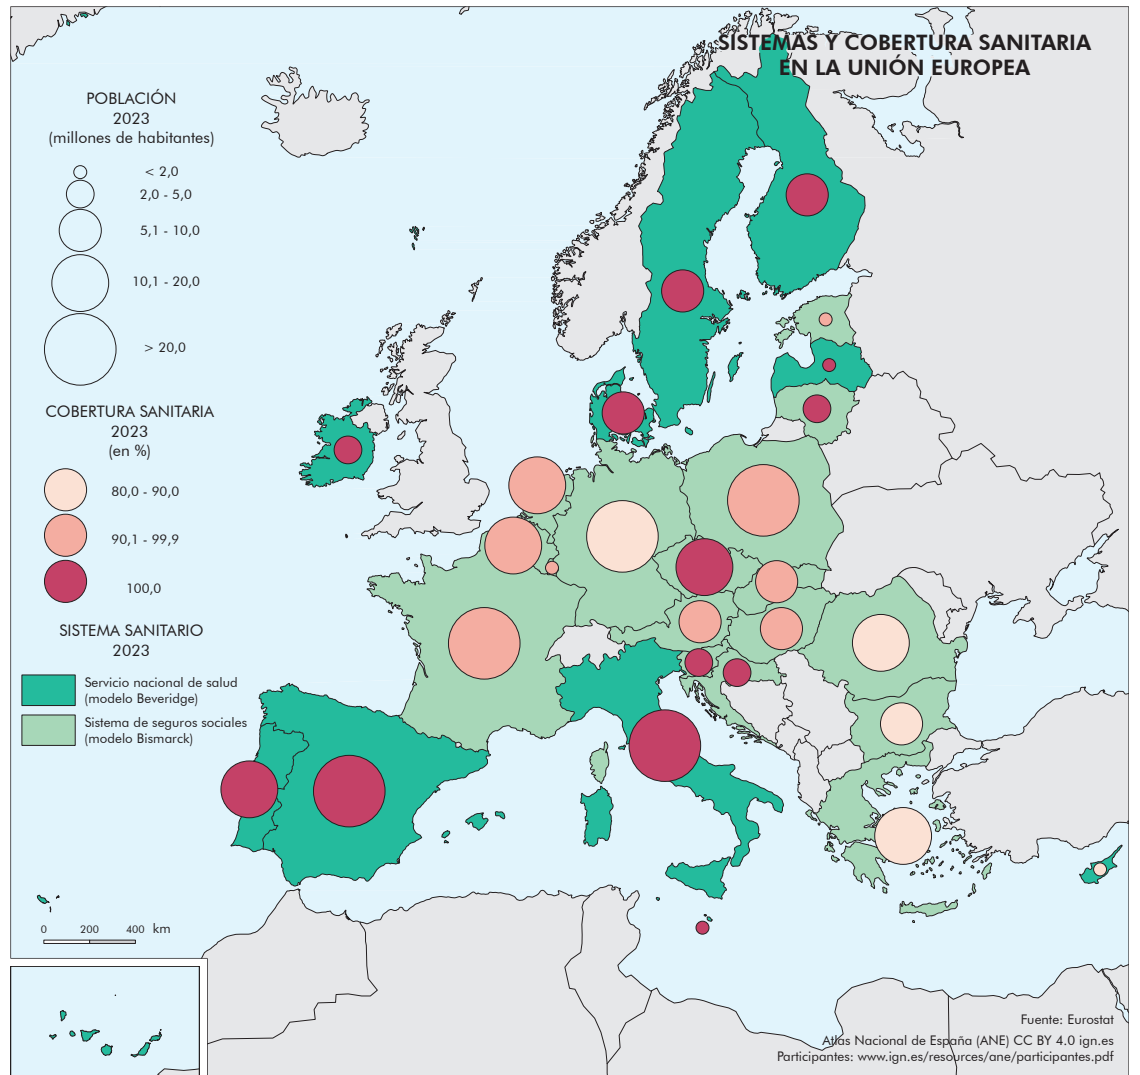 SISTEMAS Y COBERTURA SANITARIA
EN LA UNIÓN EUROPEA
POBLACIÓN
2023
(millones de habitantes)
< 2,0
2,0 - 5,0
5,1 - 10,0
10,1 - 20,0
> 20,0
COBERTURA SANITARIA
2023
(en %)
80,0 - 90,0
90,1 - 99,9
100,0
SISTEMA SANITARIO
2023
Servicio nacional de salud
(modelo Beveridge)
Sistema de seguros sociales
(modelo Bismarck)
0 200 400 km
Fuente: Eurostat
Atlas Nacional de España (ANE) CC BY 4.0 ign.es
Participantes: www.ign.es/resources/ane/participantes.pdf